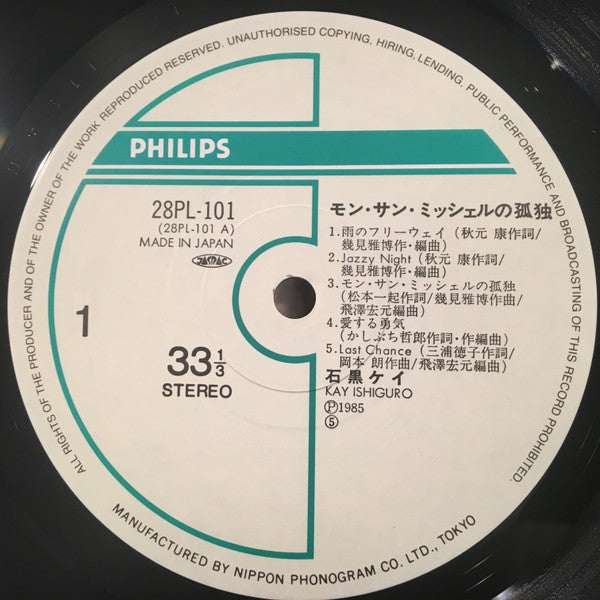 ALL RIGHTS OF THE PRODUCER AND OF THE OWNER OF THE WORK REPRODUCED RESERVED. UNAUTHORISED COPYING, HIRING, LENDING, PUBLIC PERFORMANCE AND BROADCASTING OF THIS RECORD PROHIBITED.
PHILIPS
28PL-101
(28PL-101 A)
MADE IN JAPAN
JASRAC
1
33 1/3
STEREO
モン・サン・ミッシェルの孤独
1.雨のフリーウェイ(秋元 康作詞/
幾見雅博作・編曲)
2.Jazzy Night(秋元 康作詞/
幾見雅博作・編曲)
3.モン・サン・ミッシェルの孤独
(松本一起作詞/幾見雅博作曲/
飛澤宏元編曲)
4.愛する勇気
(かしぶち哲郎作詞・作編曲)
5.Last Chance(三浦徳子作詞/
岡本 朗作曲/飛澤宏元編曲)
石黒ケイ
KAY ISHIGURO
Ⓟ1985
⑤
MANUFACTURED BY NIPPON PHONOGRAM CO. LTD., TOKYO